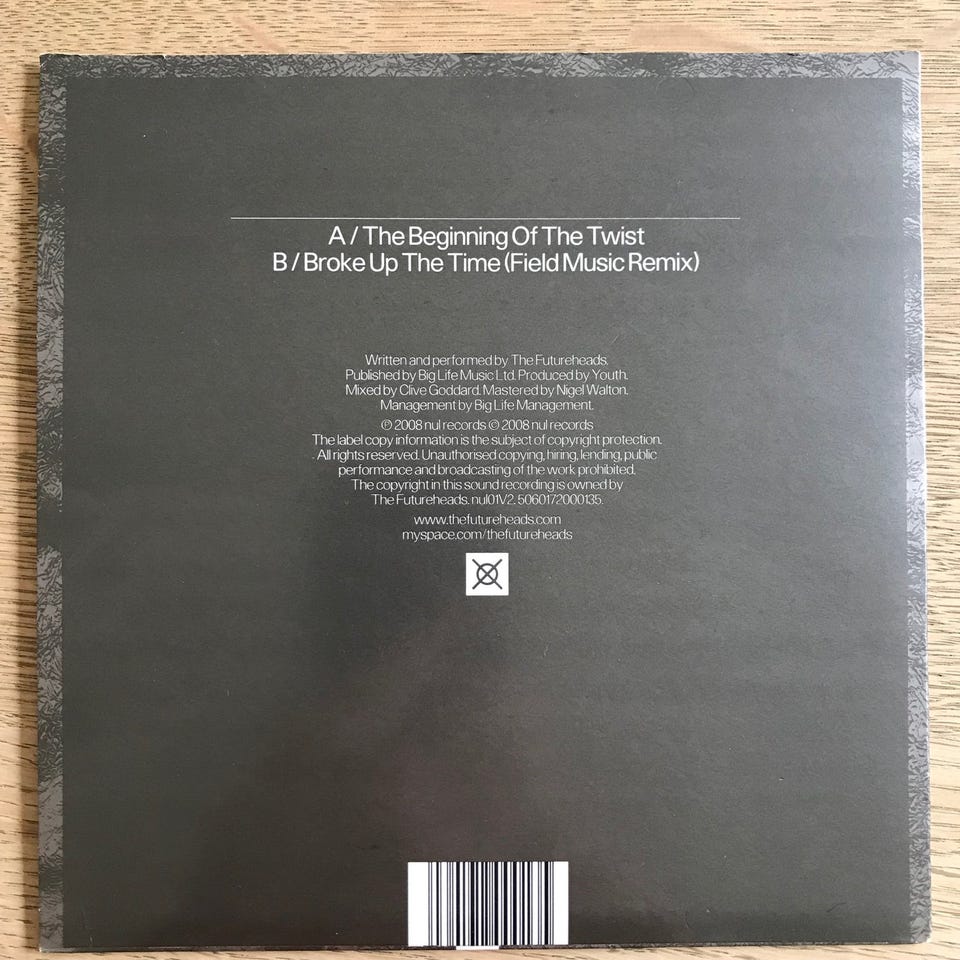 A / The Beginning Of The Twist
B / Broke Up The Time (Field Music Remix)
Written and performed by The Futureheads.
Published by Big Life Music Ltd. Produced by Youth.
Mixed by Clive Goddard. Mastered by Nigel Walton.
Management by Big Life Management.
℗ 2008 nul records © 2008 nul records
The label copy information is the subject of copyright protection.
All rights reserved. Unauthorised copying, hiring, lending, public
performance and broadcasting of the work prohibited.
The copyright in this sound recording is owned by
The Futureheads. nul01V2. 5060172000135.
www.thefutureheads.com
myspace.com/thefutureheads